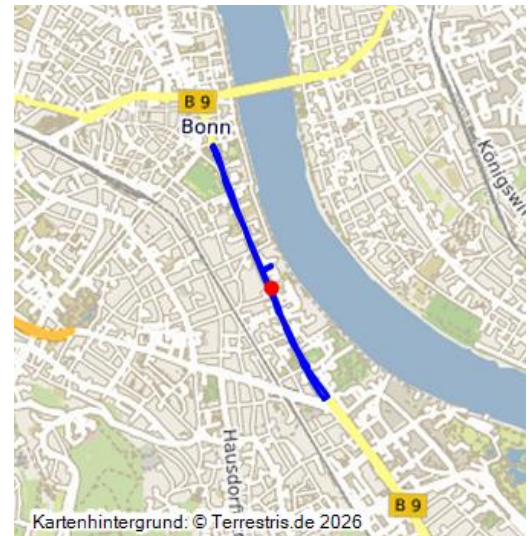 B 9
Bonn
Königswi
Hausdorf
B 9
Kartenhintergrund: © Terrestris.de 2026